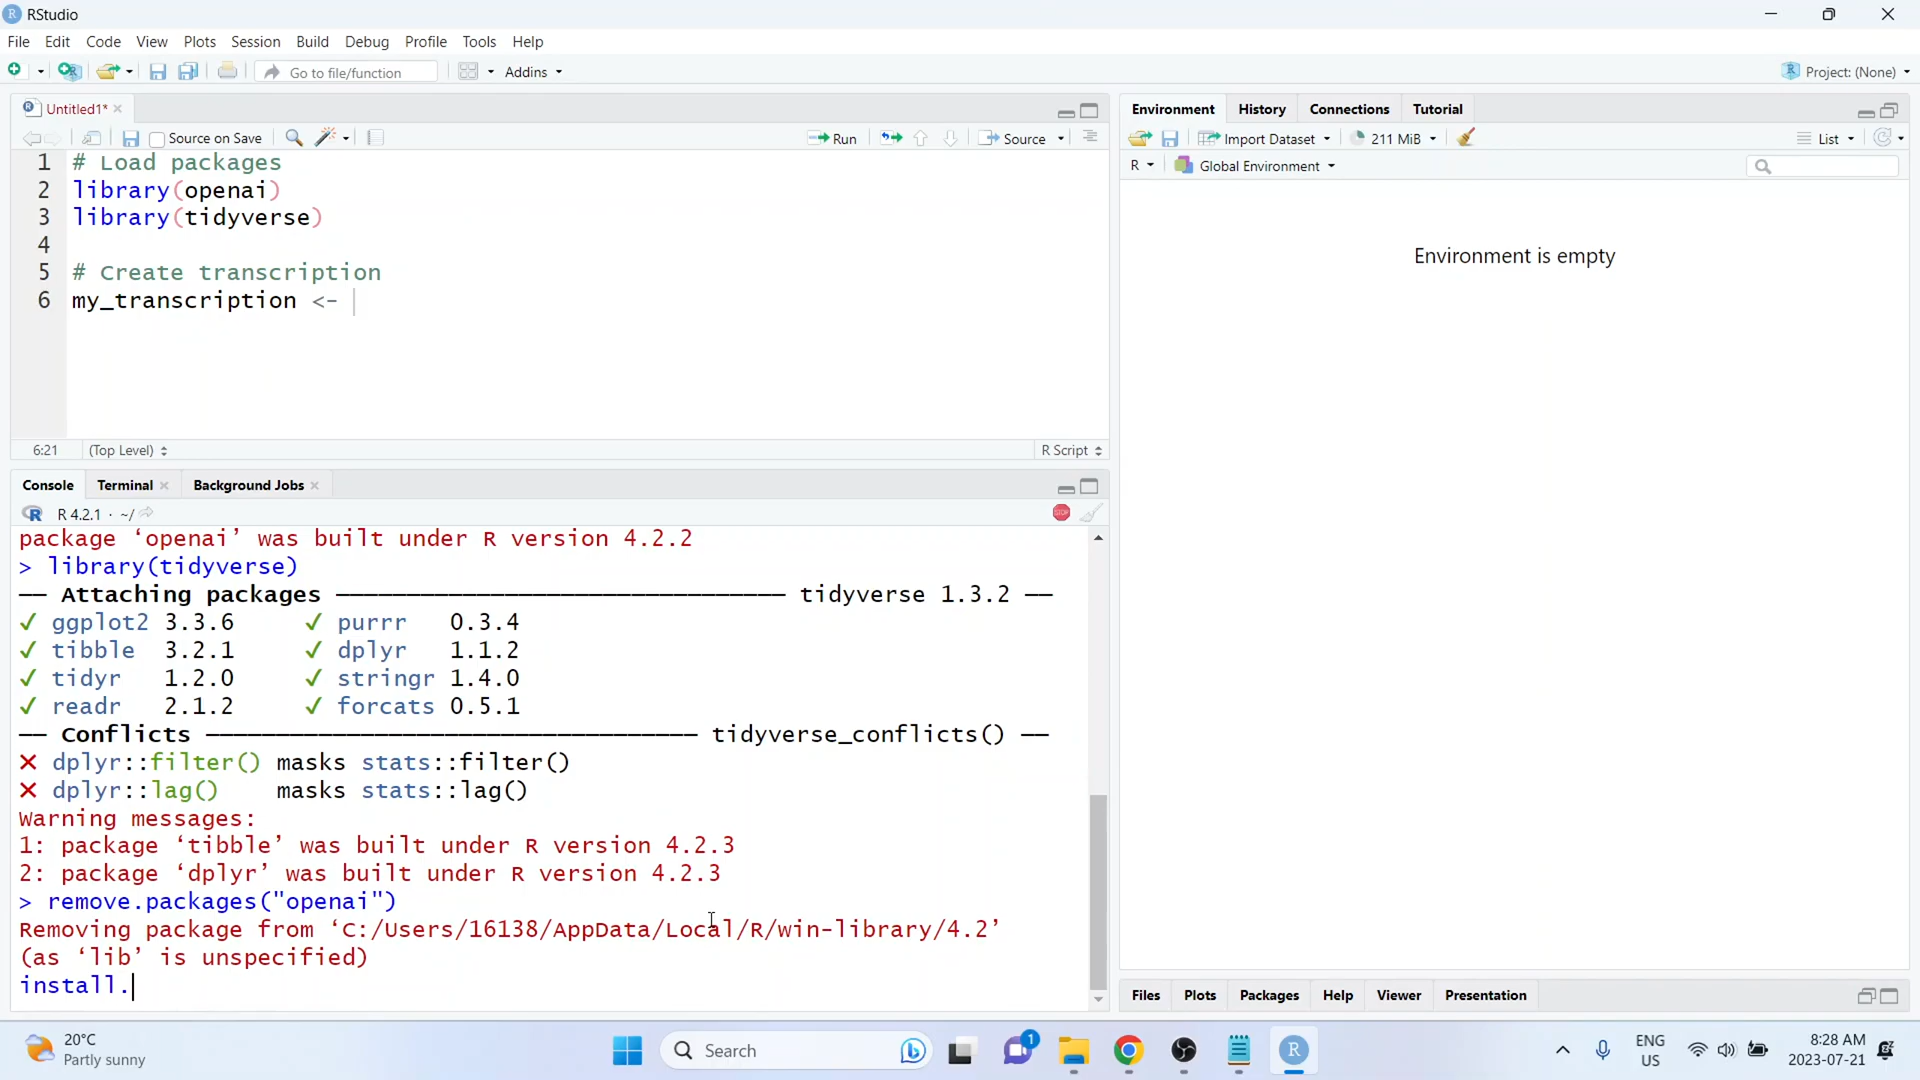 RStudio
File Edit Code View Plots Session Build Debug Profile Tools Help
Go to file/function Addins Project: (None)
Untitled1*
Source on Save Run Source
1 # Load packages
2 library(openai)
3 library(tidyverse)
4
5 # Create transcription
6 my_transcription <-
6:21 (Top Level) R Script
Console Terminal Background Jobs
R 4.2.1 · ~/
package ‘openai’ was built under R version 4.2.2
> library(tidyverse)
── Attaching packages ──────────────── tidyverse 1.3.2 ──
✓ ggplot2 3.3.6 ✓ purrr 0.3.4
✓ tibble 3.2.1 ✓ dplyr 1.1.2
✓ tidyr 1.2.0 ✓ stringr 1.4.0
✓ readr 2.1.2 ✓ forcats 0.5.1
── Conflicts ──────────────── tidyverse_conflicts() ──
✕ dplyr::filter() masks stats::filter()
✕ dplyr::lag() masks stats::lag()
Warning messages:
1: package ‘tibble’ was built under R version 4.2.3
2: package ‘dplyr’ was built under R version 4.2.3
> remove.packages("openai")
Removing package from ‘C:/Users/16138/AppData/Local/R/win-library/4.2’
(as ‘lib’ is unspecified)
install.
Environment History Connections Tutorial
Import Dataset 211 MiB List
R Global Environment
Environment is empty
Files Plots Packages Help Viewer Presentation
20°C
Partly sunny
Search
1
ENG
US
8:28 AM
2023-07-21